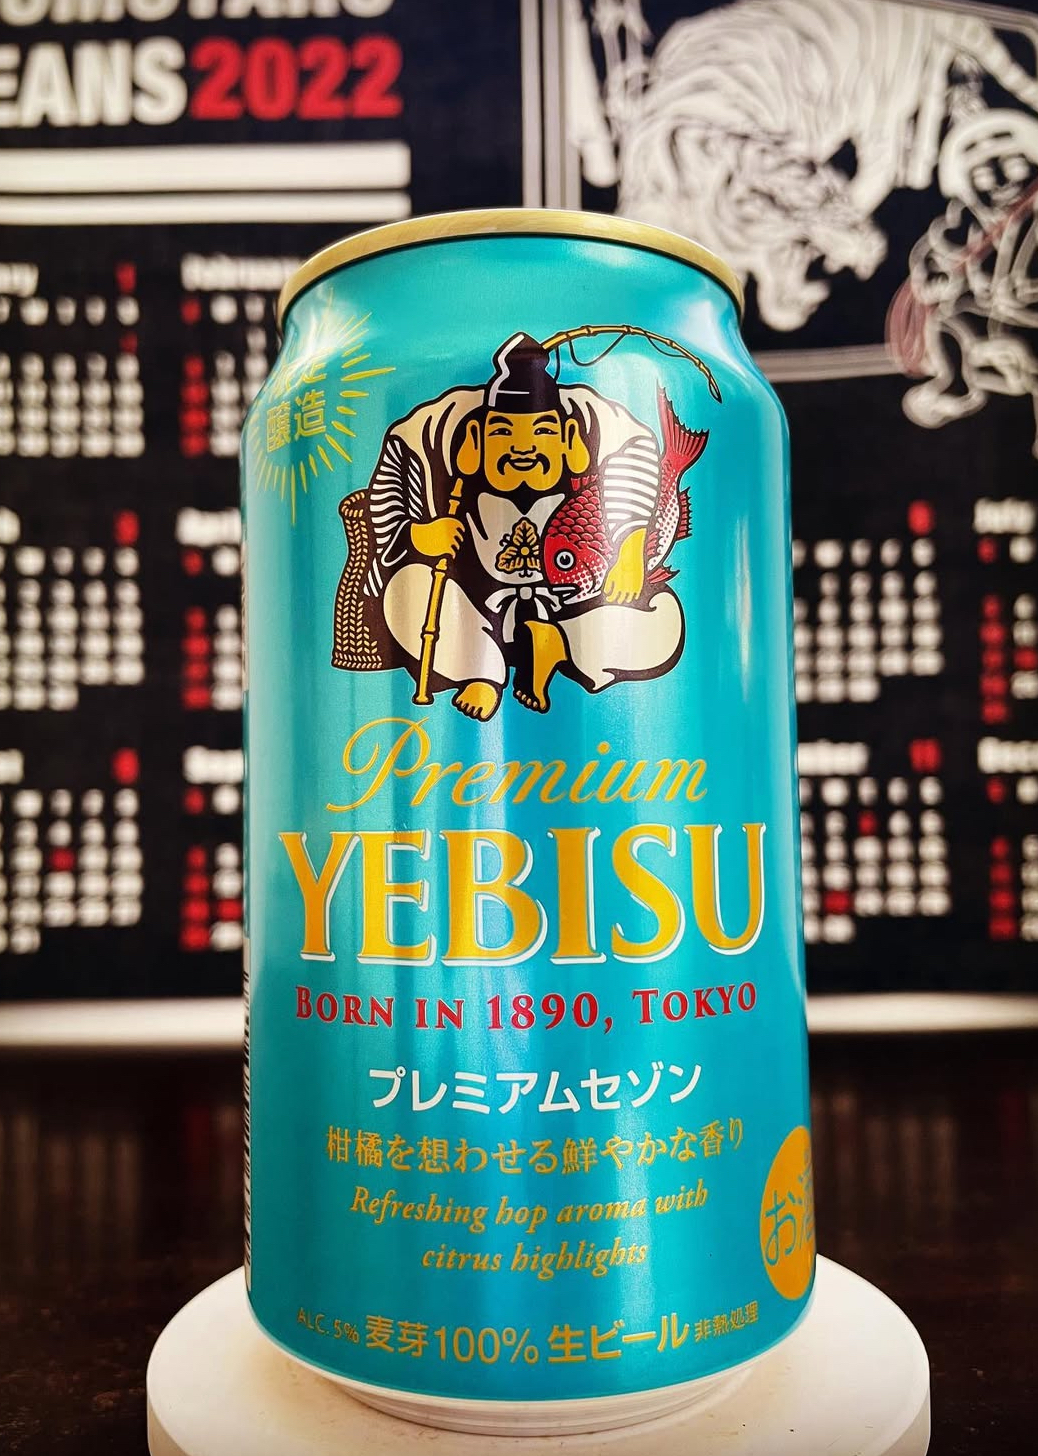 EANS 2022
限定
醸造
Premium
YEBISU
BORN IN 1890, TOKYO
プレミアムセゾン
柑橘を想わせる鮮やかな香り
Refreshing hop aroma with
citrus highlights
お酒
ALC. 5% 麦芽100% 生ビール 非熱処理